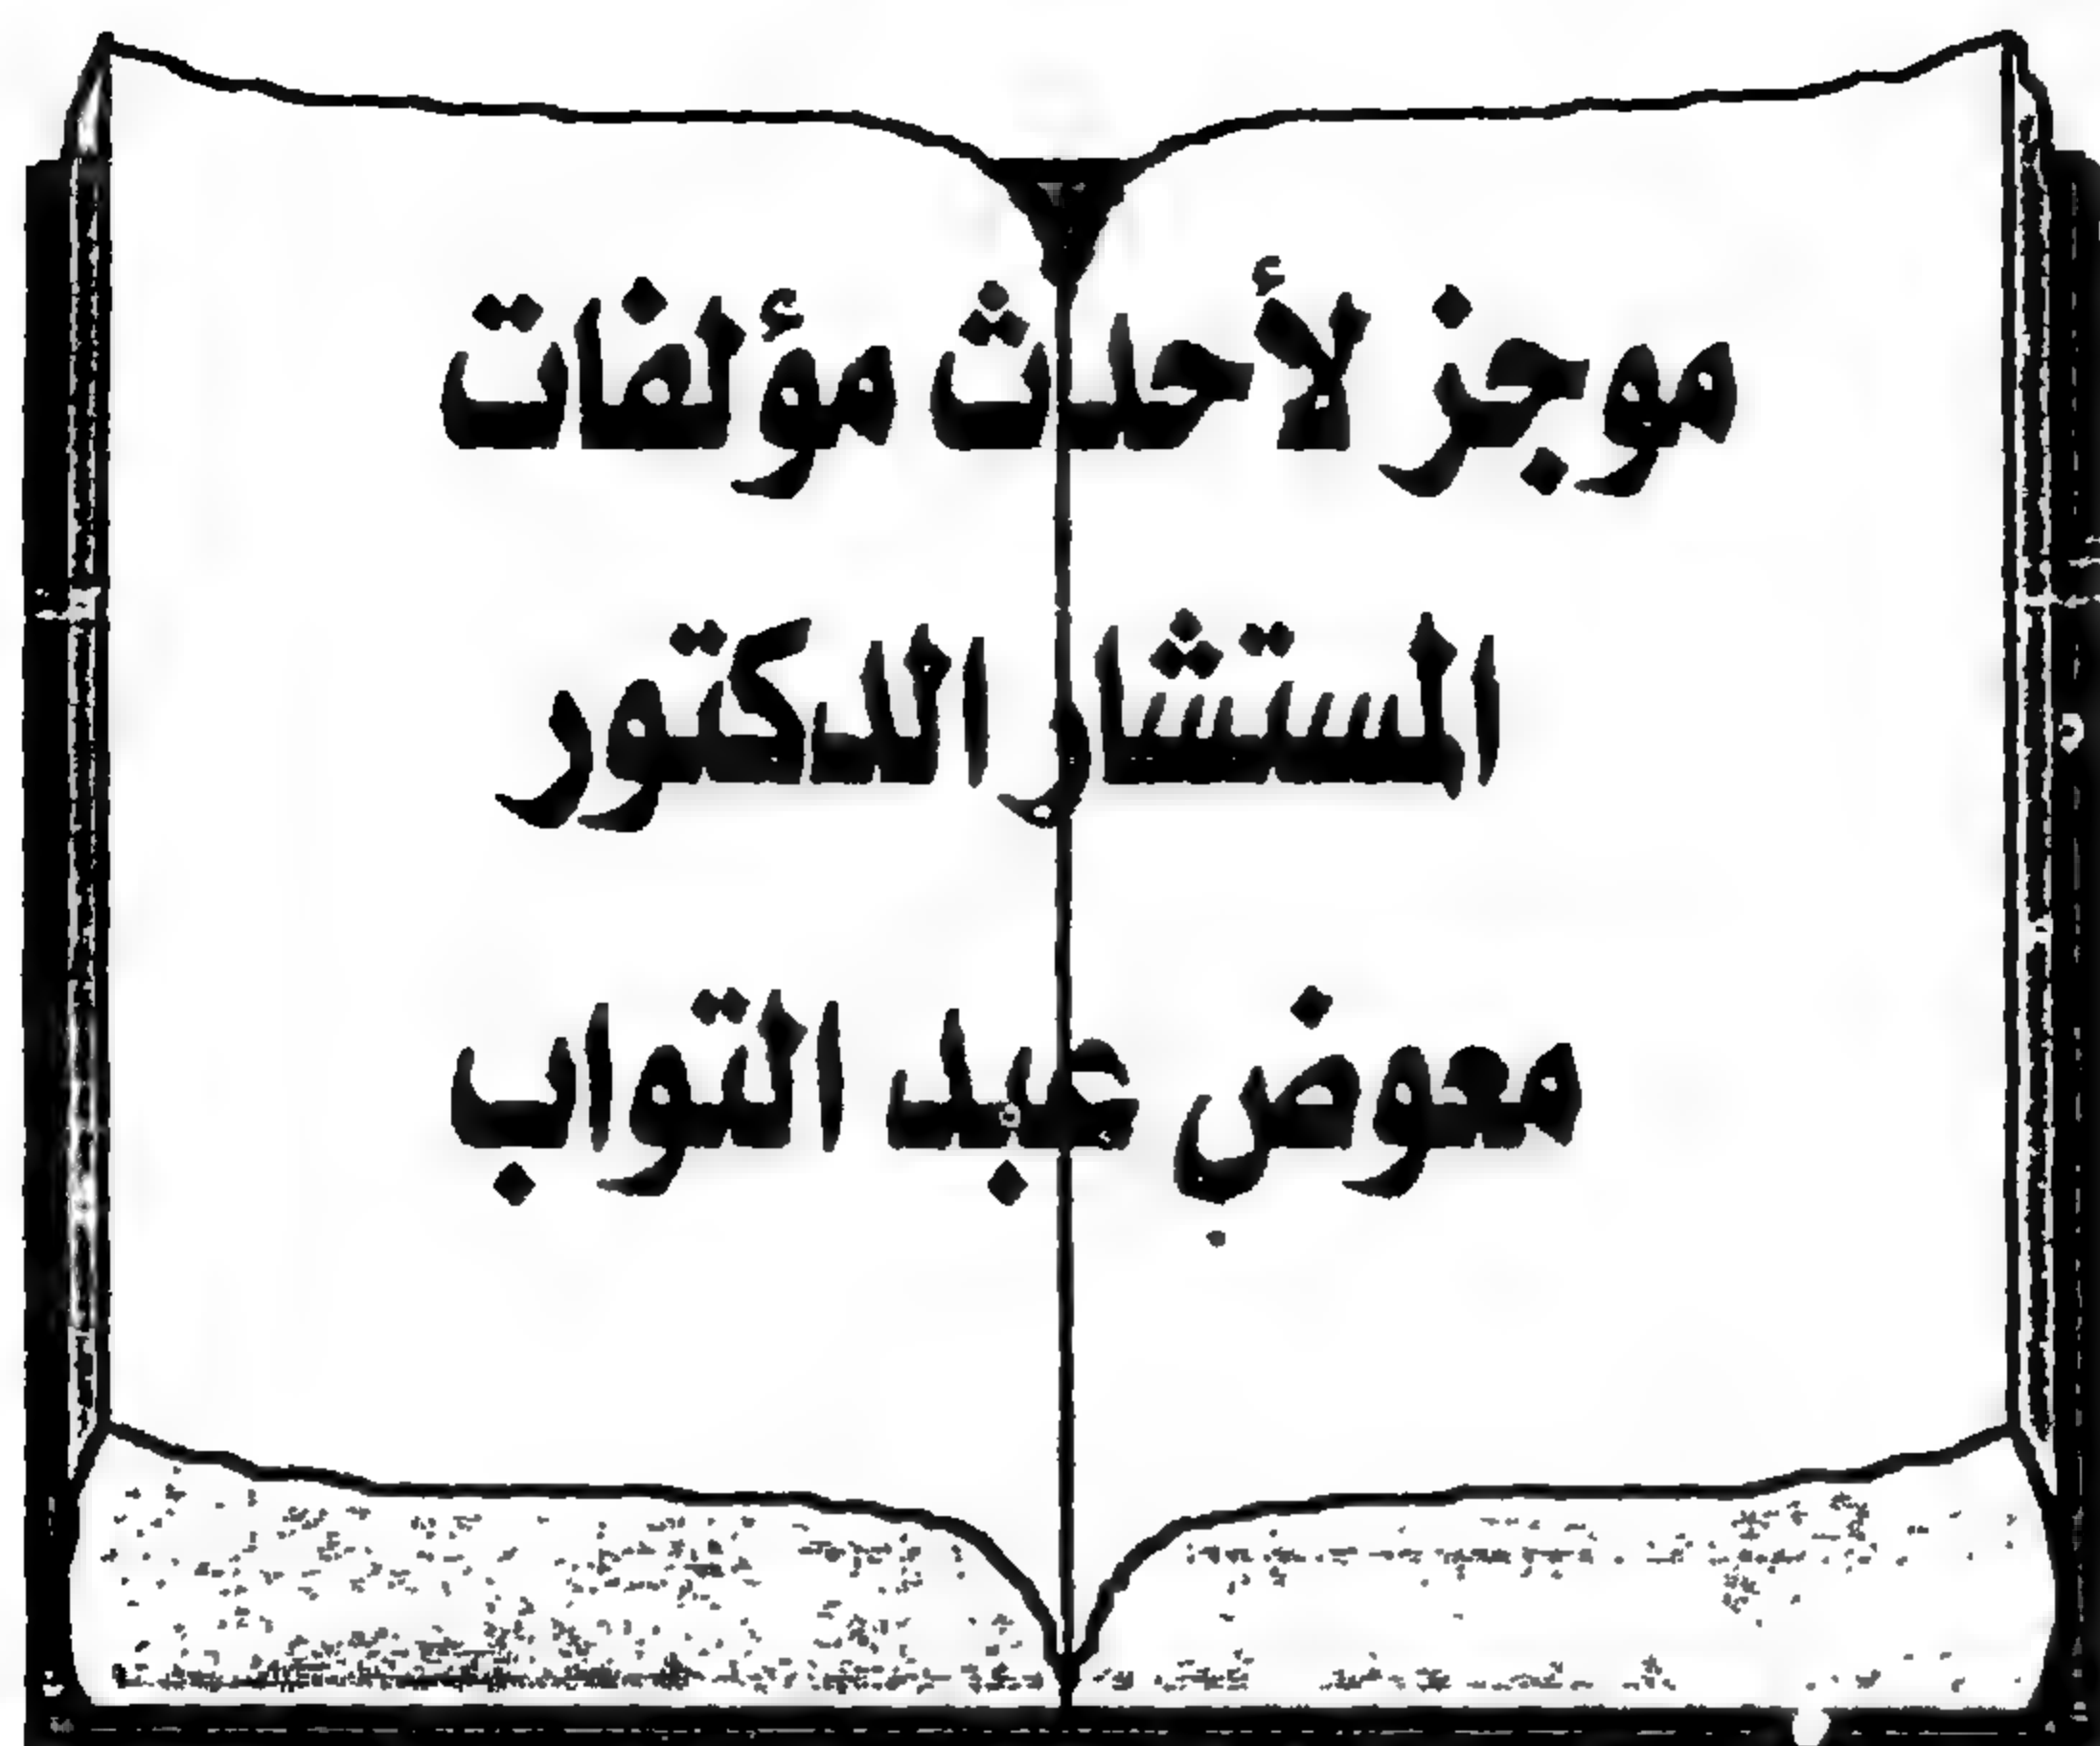 موجز لأحدث مؤلفات
المستشار الدكتور
معوض عبد التواب